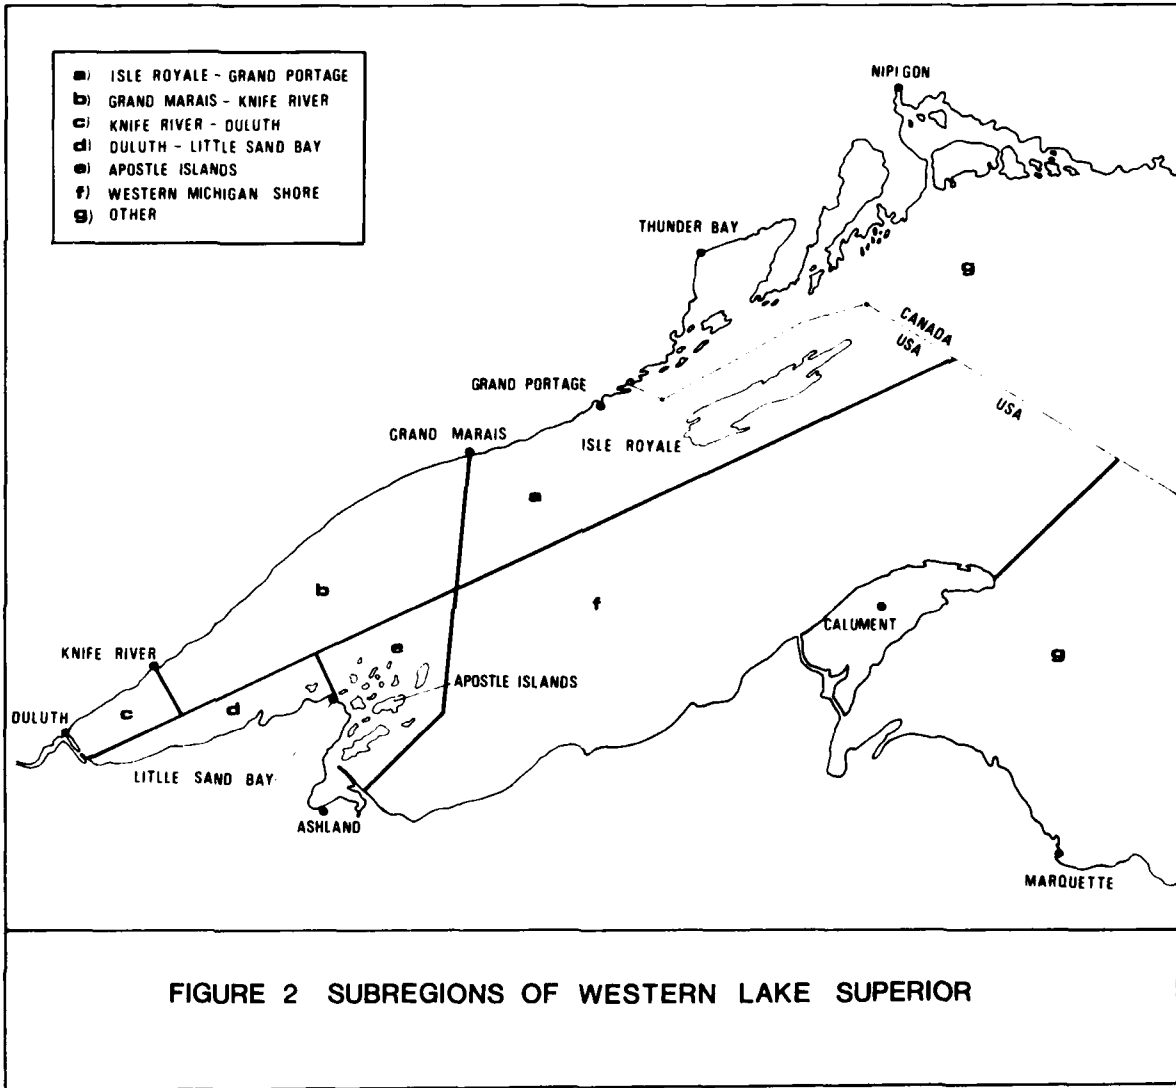 a) ISLE ROYALE - GRAND PORTAGE
b) GRAND MARAIS - KNIFE RIVER
c) KNIFE RIVER - DULUTH
d) DULUTH - LITTLE SAND BAY
e) APOSTLE ISLANDS
f) WESTERN MICHIGAN SHORE
g) OTHER
NIPIGON
THUNDER BAY
g
CANADA
USA
GRAND PORTAGE
USA
GRAND MARAIS
ISLE ROYALE
a
b
f
CALUMENT
KNIFE RIVER
e
g
APOSTLE ISLANDS
c
d
DULUTH
LITLLE SAND BAY
ASHLAND
MARQUETTE
FIGURE 2 SUBREGIONS OF WESTERN LAKE SUPERIOR